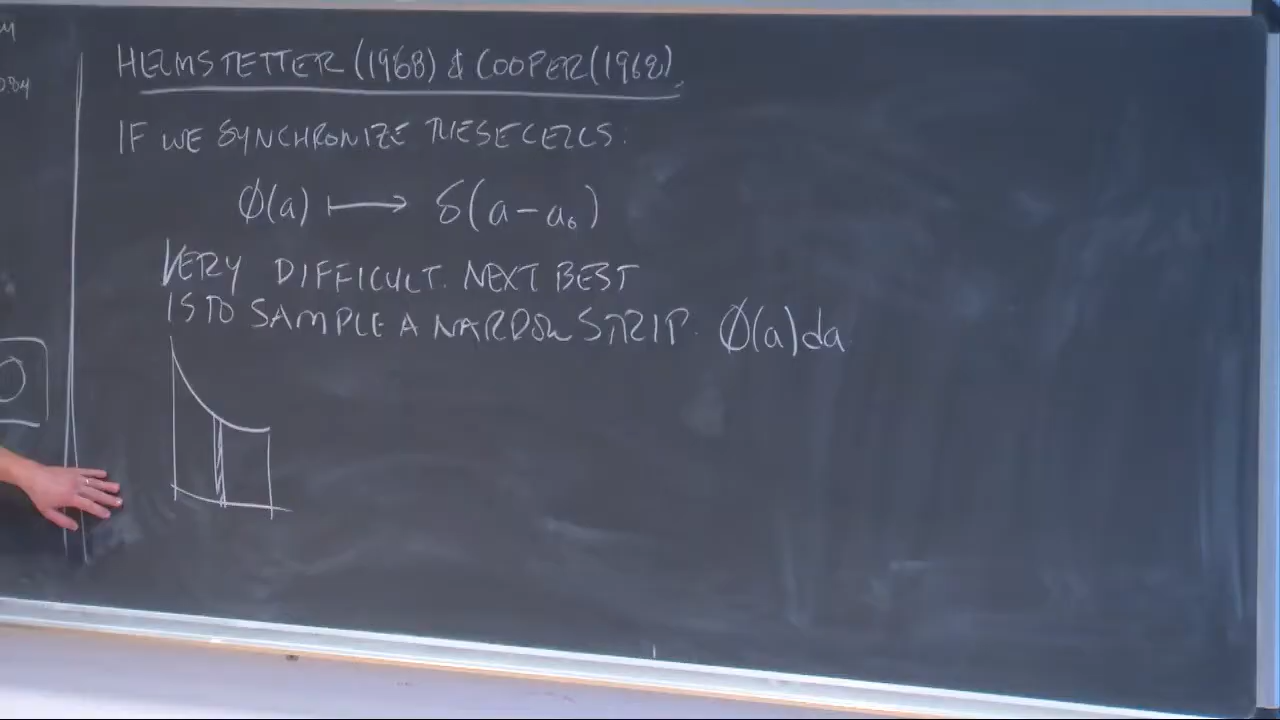 HELMSTETTER (1968) & COOPER (1968)
IF WE SYNCHRONIZE THESE CELLS:
Ø(a) ⟼ δ(a-a₀)
VERY DIFFICULT. NEXT BEST
IS TO SAMPLE A NARROW STRIP. Ø(a)da